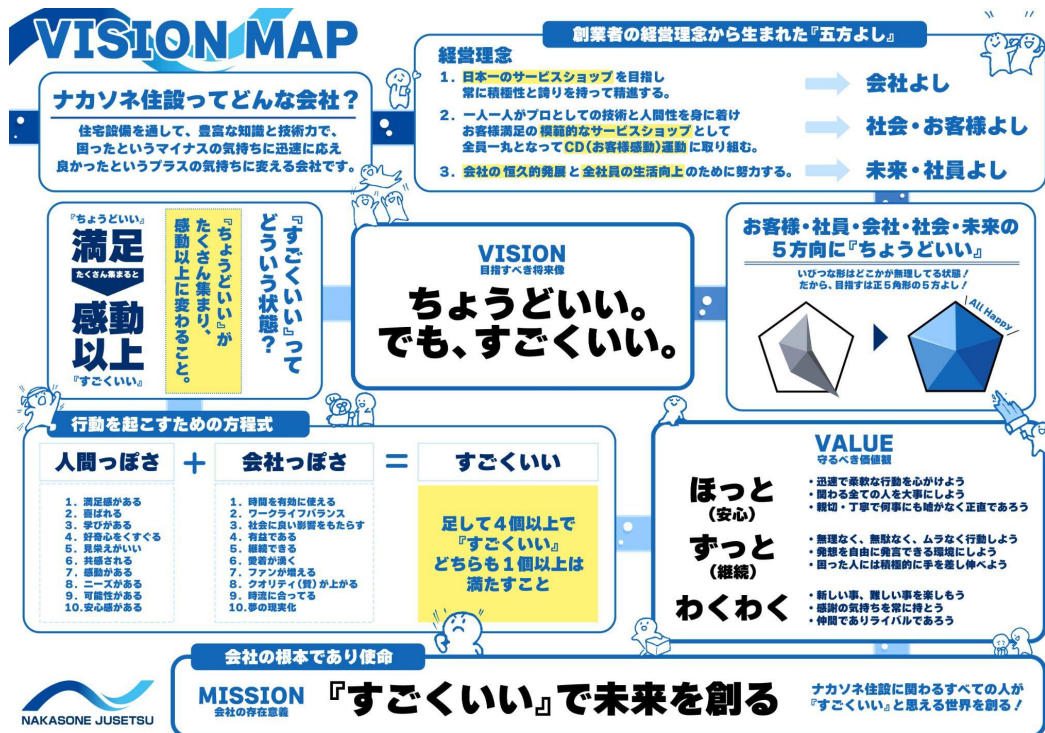 VISION MAP
ナカソネ住設ってどんな会社？
住宅設備を通して、豊富な知識と技術力で、
困ったというマイナスの気持ちに迅速に応え
良かったというプラスの気持ちに変える会社です。
創業者の経営理念から生まれた『五方よし』
経営理念
1. 日本一のサービスショップを目指し
常に積極性と誇りを持って精進する。
会社よし
2. 一人一人がプロとしての技術と人間性を身に着け
お客様満足の模範的なサービスショップとして
全員一丸となってCD（お客様感動）運動に取り組む。
社会・お客様よし
3. 会社の恒久的発展と全社員の生活向上のために努力する。
未来・社員よし
『すごくいい』って
どういう状態？
『ちょうどいい』が
たくさん集まり、
感動以上に変わること。
『ちょうどいい』
満足
たくさん集まると
感動
以上
『すごくいい』
VISION
目指すべき将来像
ちょうどいい。
でも、すごくいい。
お客様・社員・会社・社会・未来の
5方向に『ちょうどいい』
いびつな形はどこかが無理してる状態！
だから、目指すは正5角形の5方よし！
All Happy
行動を起こすための方程式
人間っぽさ + 会社っぽさ = すごくいい
1. 満足感がある
2. 喜ばれる
3. 学びがある
4. 好奇心をくすぐる
5. 見栄えがいい
6. 共感される
7. 感動がある
8. ニーズがある
9. 可能性がある
10.安心感がある
1. 時間を有効に使える
2. ワークライフバランス
3. 社会に良い影響をもたらす
4. 有益である
5. 継続できる
6. 愛着が湧く
7. ファンが増える
8. クオリティ（質）が上がる
9. 時流に合ってる
10.夢の現実化
足して4個以上で
『すごくいい』
どちらも1個以上は
満たすこと
VALUE
守るべき価値観
ほっと
（安心）
・迅速で柔軟な行動を心がけよう
・関わる全ての人を大事にしよう
・親切・丁寧で何事にも嘘がなく正直であろう
ずっと
（継続）
・無理なく、無駄なく、ムラなく行動しよう
・発想を自由に発言できる環境にしよう
・困った人には積極的に手を差し伸べよう
わくわく
・新しい事、難しい事を楽しもう
・感謝の気持ちを常に持とう
・仲間でありライバルであろう
会社の根本であり使命
MISSION
会社の存在意義
『すごくいい』で未来を創る
ナカソネ住設に関わるすべての人が
『すごくいい』と思える世界を創る！
NAKASONE JUSETSU